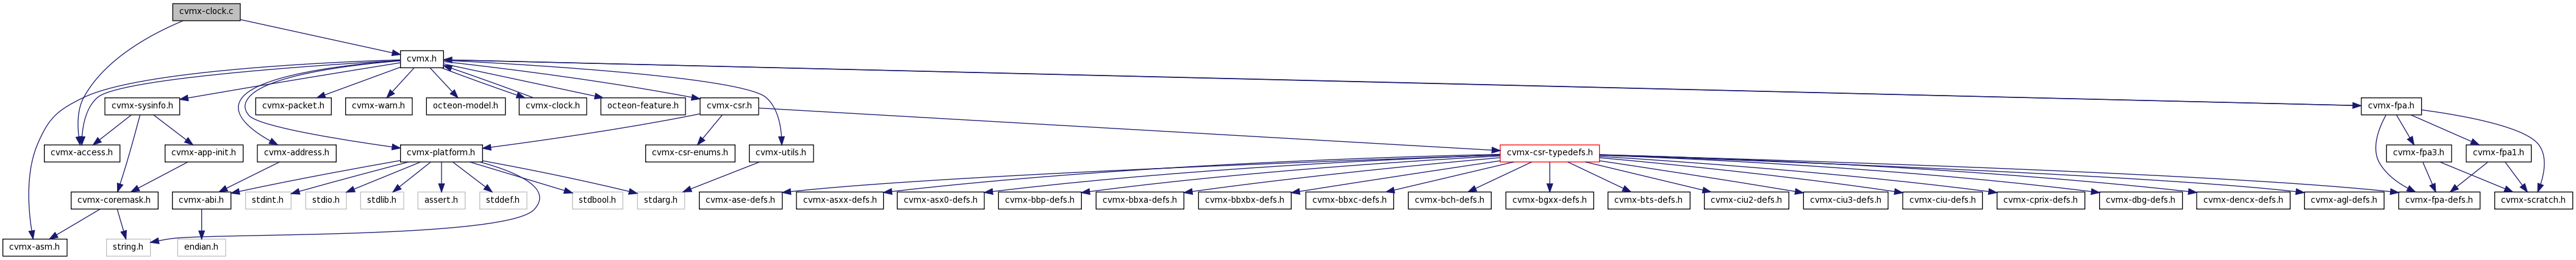 cvmx-clock.c
cvmx.h
cvmx-sysinfo.h
cvmx-packet.h
cvmx-warn.h
octeon-model.h
cvmx-clock.h
octeon-feature.h
cvmx-csr.h
cvmx-fpa.h
cvmx-access.h
cvmx-app-init.h
cvmx-address.h
cvmx-platform.h
cvmx-csr-enums.h
cvmx-utils.h
cvmx-csr-typedefs.h
cvmx-fpa3.h
cvmx-fpa1.h
cvmx-coremask.h
cvmx-abi.h
stdint.h
stdio.h
stdlib.h
assert.h
stddef.h
stdbool.h
stdarg.h
cvmx-ase-defs.h
cvmx-asxx-defs.h
cvmx-asx0-defs.h
cvmx-bbp-defs.h
cvmx-bbxa-defs.h
cvmx-bbxbx-defs.h
cvmx-bbxc-defs.h
cvmx-bch-defs.h
cvmx-bgxx-defs.h
cvmx-bts-defs.h
cvmx-ciu2-defs.h
cvmx-ciu3-defs.h
cvmx-ciu-defs.h
cvmx-cprix-defs.h
cvmx-dbg-defs.h
cvmx-dencx-defs.h
cvmx-agl-defs.h
cvmx-fpa-defs.h
cvmx-scratch.h
cvmx-asm.h
string.h
endian.h